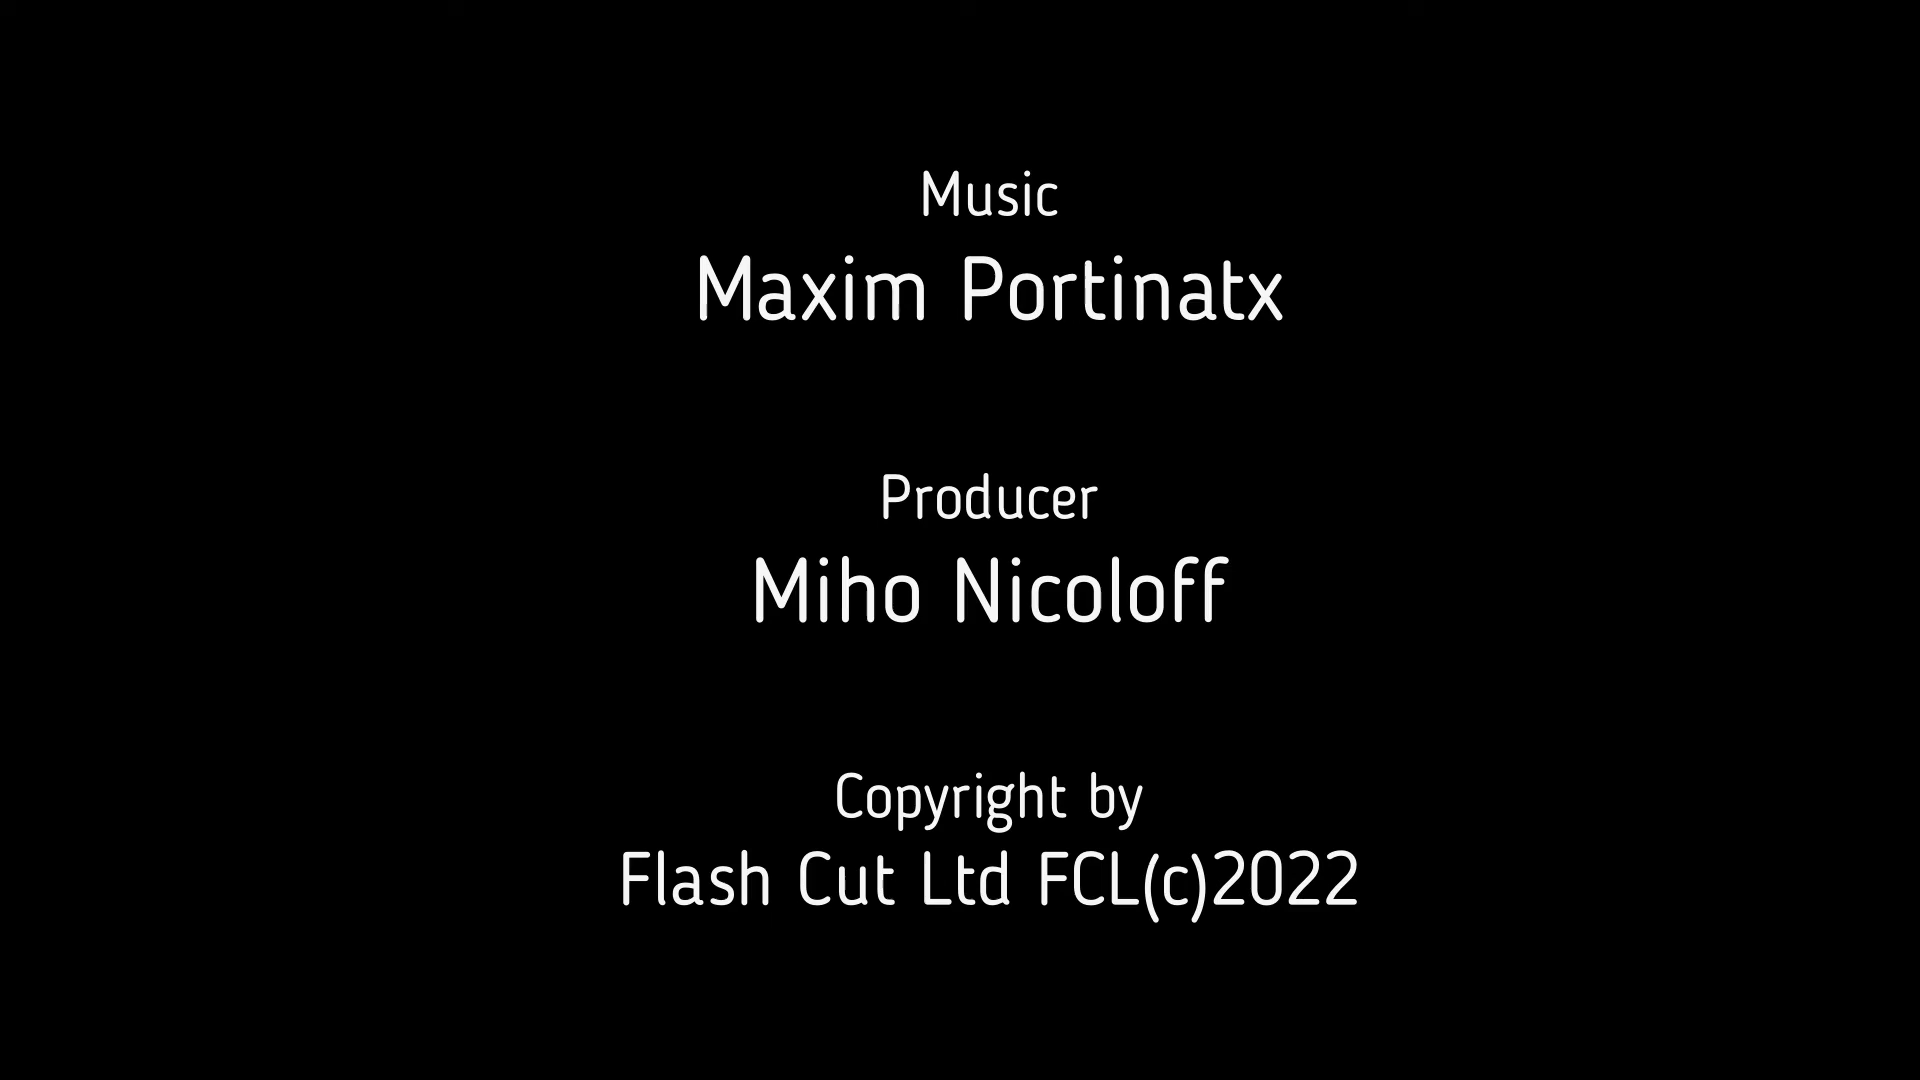 Music
Maxim Portinatx
Producer
Miho Nicoloff
Copyright by
Flash Cut Ltd FCL(c)2022